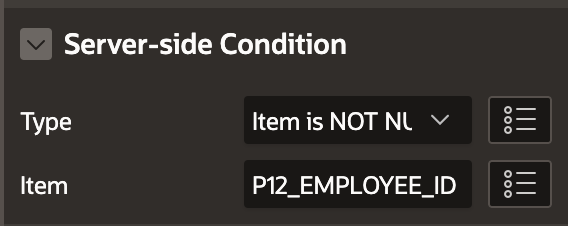 Server-side Condition
Type Item is NOT NU
Item P12_EMPLOYEE_ID